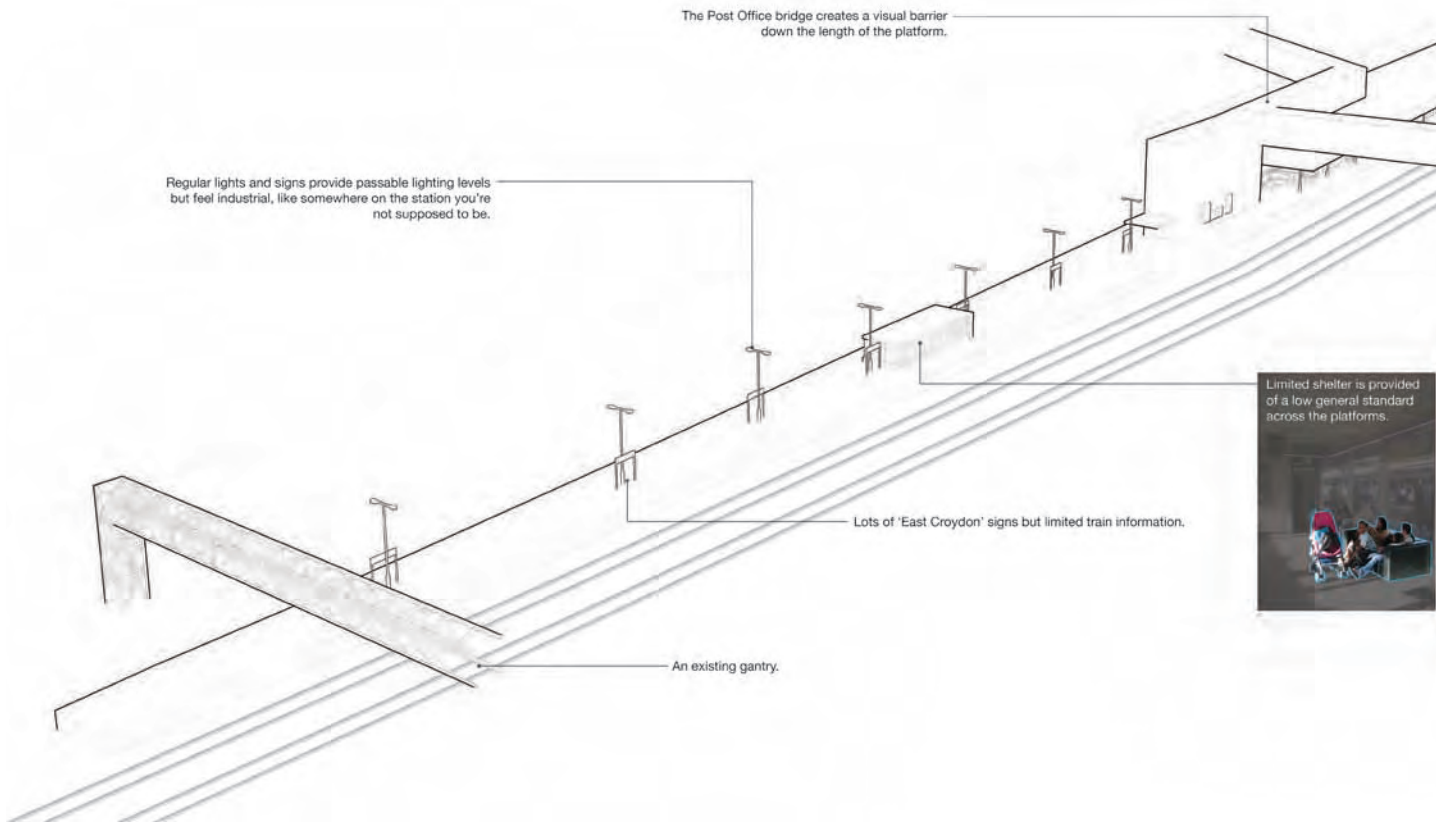 The Post Office bridge creates a visual barrier
down the length of the platform.
Regular lights and signs provide passable lighting levels
but feel industrial, like somewhere on the station you're
not supposed to be.
Limited shelter is provided
of a low general standard
across the platforms.
Lots of ‘East Croydon’ signs but limited train information.
An existing gantry.